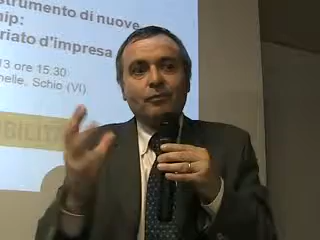 strumento di nuove
hip:
riato d'impresa
13 ore 15.30
nelle, Schio (VI)
BILIT